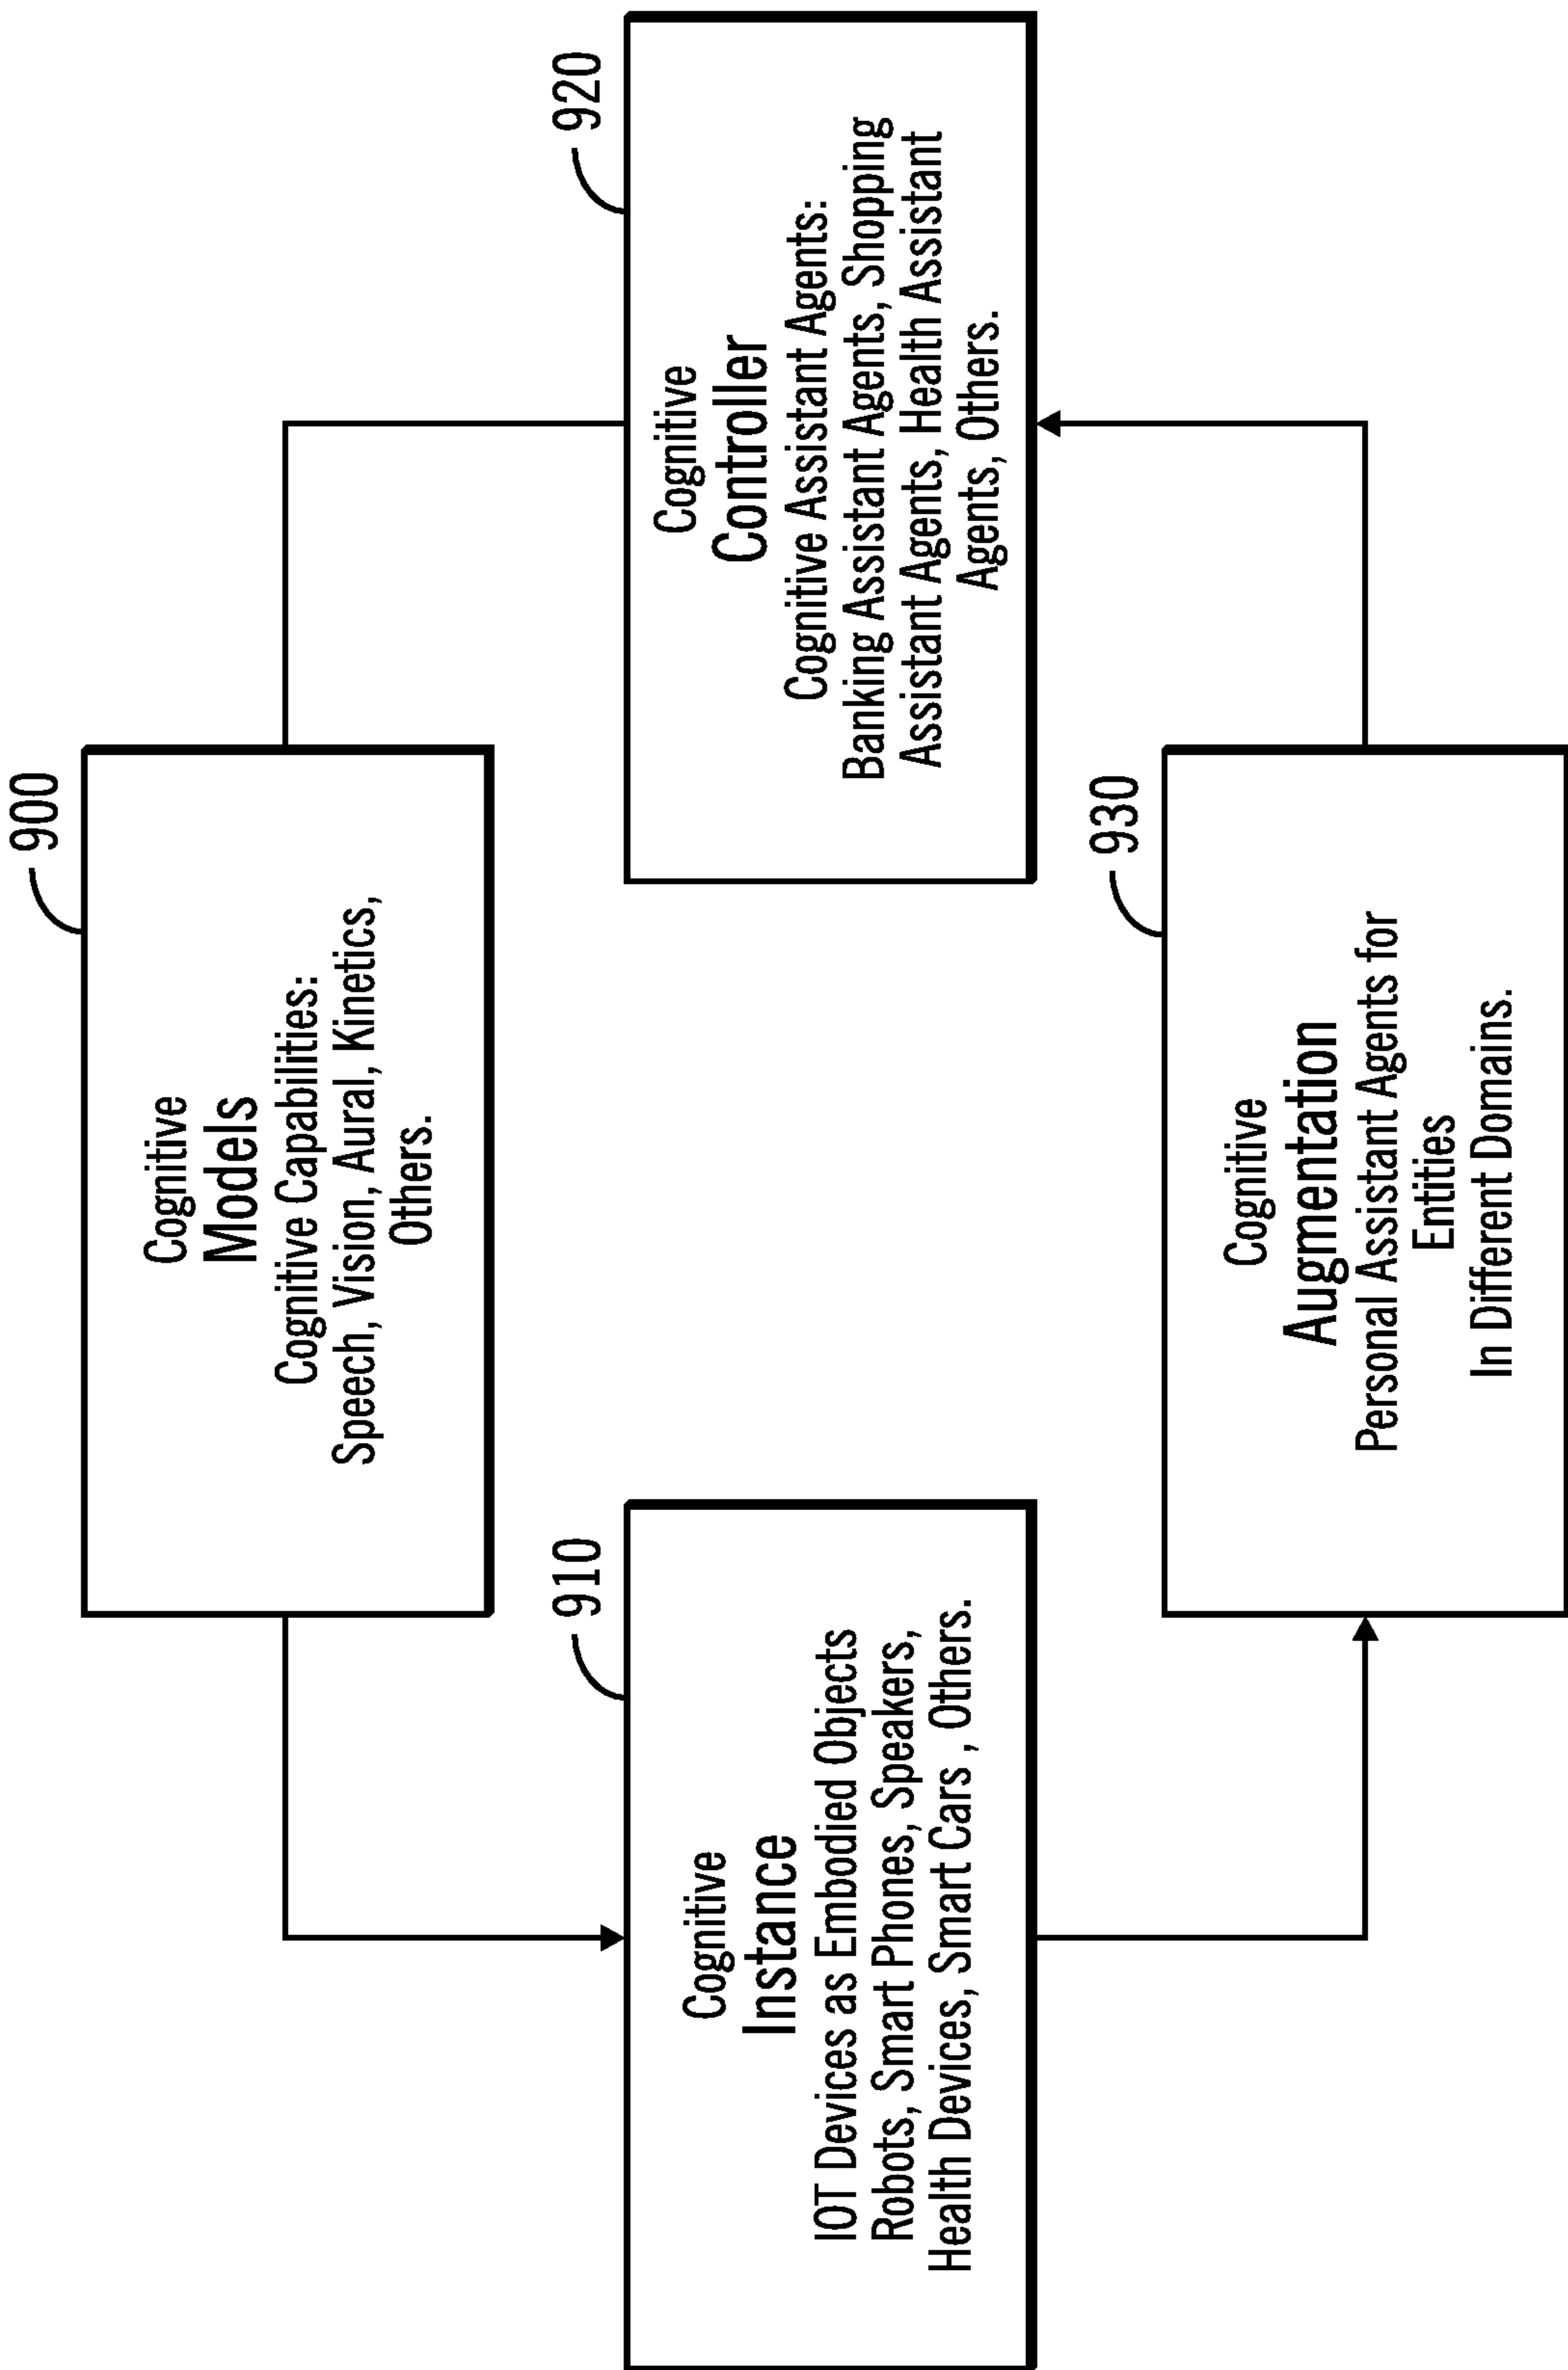 900
Cognitive
Models
Cognitive Capabilities:
Speech, Vision, Aural, Kinetics,
Others.
910
Cognitive
Instance
IOT Devices as Embodied Objects
Robots, Smart Phones, Speakers,
Health Devices, Smart Cars , Others.
920
Cognitive
Controller
Cognitive Assistant Agents:
Banking Assistant Agents, Shopping
Assistant Agents, Health Assistant
Agents, Others.
930
Cognitive
Augmentation
Personal Assistant Agents for
Entities
In Different Domains.